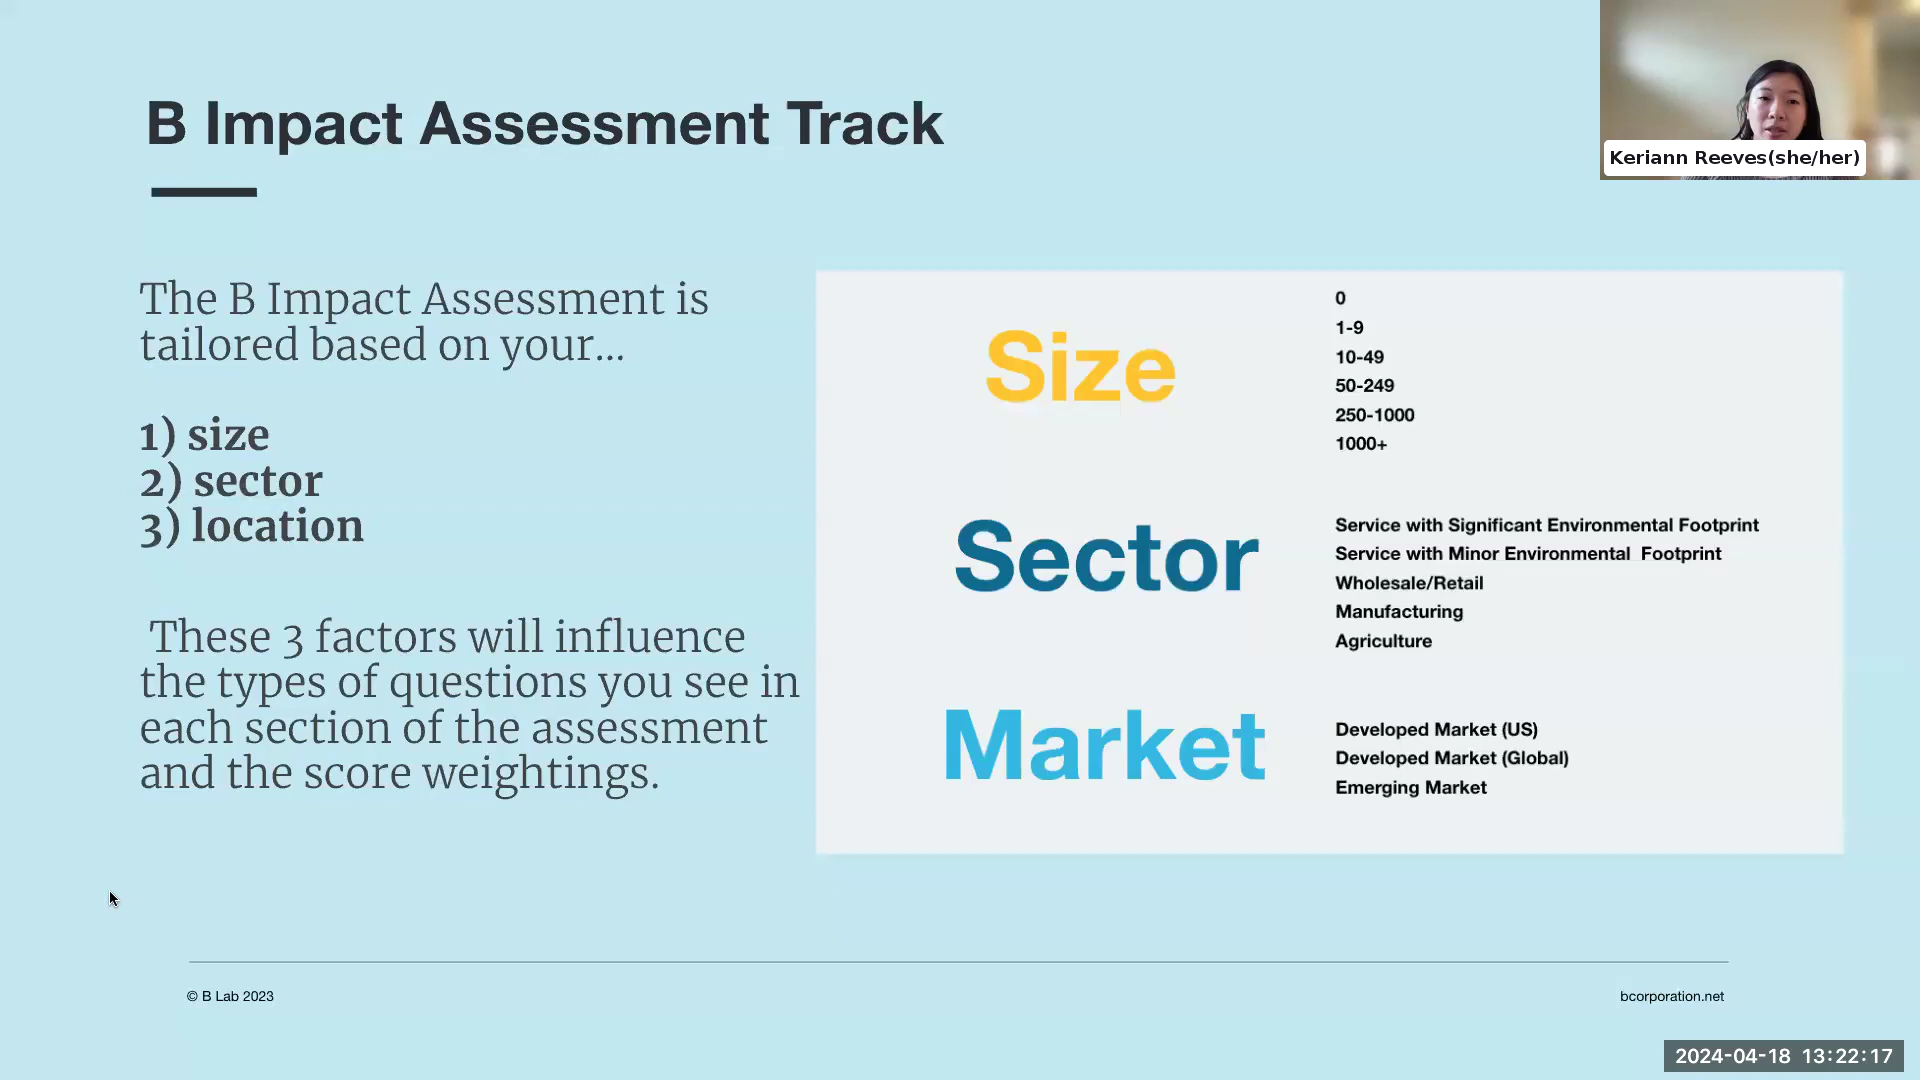 B Impact Assessment Track
Keriann Reeves(she/her)
The B Impact Assessment is
tailored based on your...
1) size
2) sector
3) location
These 3 factors will influence
the types of questions you see in
each section of the assessment
and the score weightings.
Size
0
1-9
10-49
50-249
250-1000
1000+
Sector
Service with Significant Environmental Footprint
Service with Minor Environmental  Footprint
Wholesale/Retail
Manufacturing
Agriculture
Market
Developed Market (US)
Developed Market (Global)
Emerging Market
© B Lab 2023
bcorporation.net
2024-04-18 13:22:17